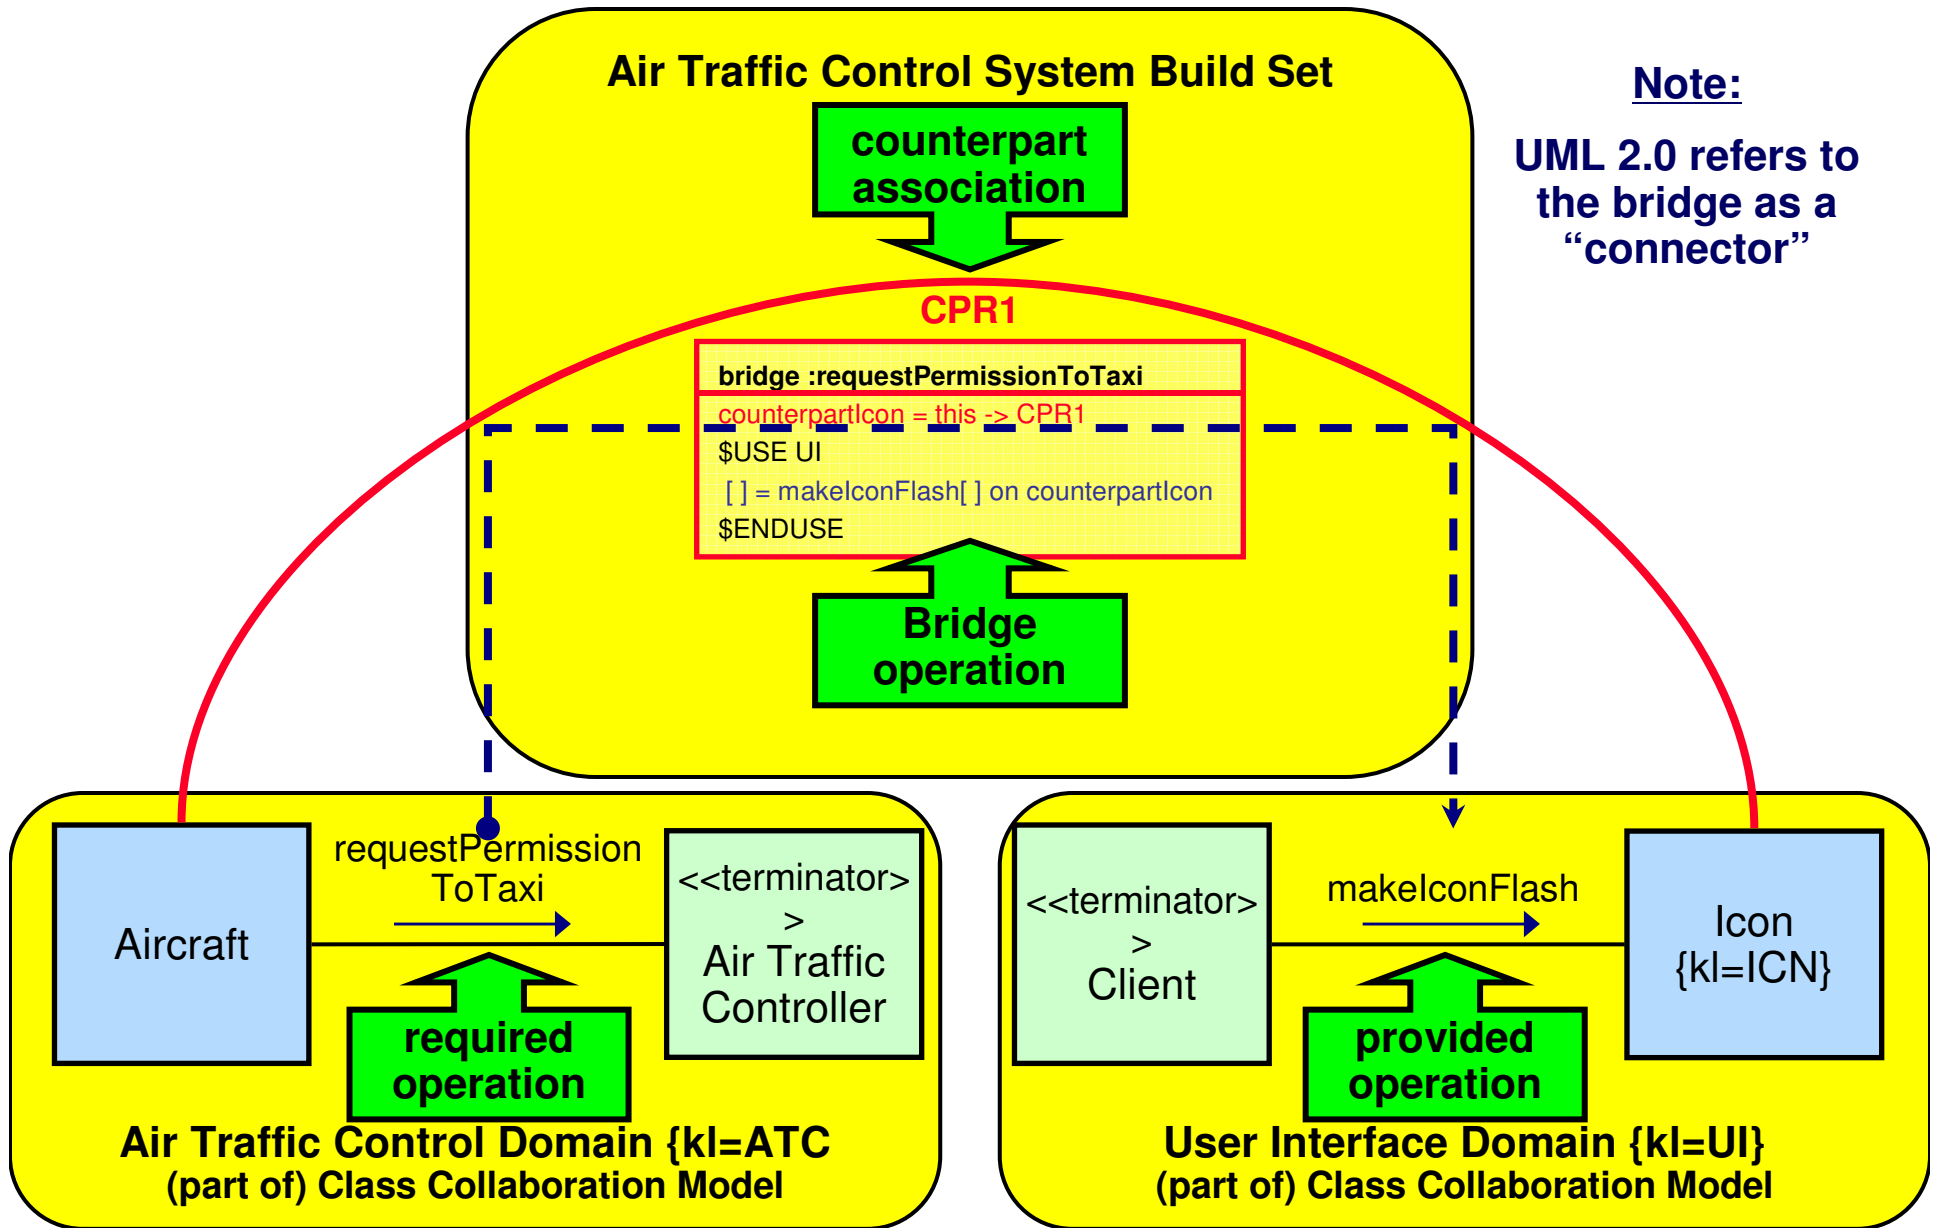 Air Traffic Control System Build Set
Note:
UML 2.0 refers to
the bridge as a
“connector”
counterpart
association
CPR1
bridge :requestPermissionToTaxi
counterpartIcon = this -> CPR1
$USE UI
[ ] = makeIconFlash[ ] on counterpartIcon
$ENDUSE
Bridge
operation
Aircraft
requestPermission
ToTaxi
<<terminator>
>
Air Traffic
Controller
required
operation
Air Traffic Control Domain {kl=ATC
(part of) Class Collaboration Model
<<terminator>
>
Client
makeIconFlash
Icon
{kl=ICN}
provided
operation
User Interface Domain {kl=UI}
(part of) Class Collaboration Model